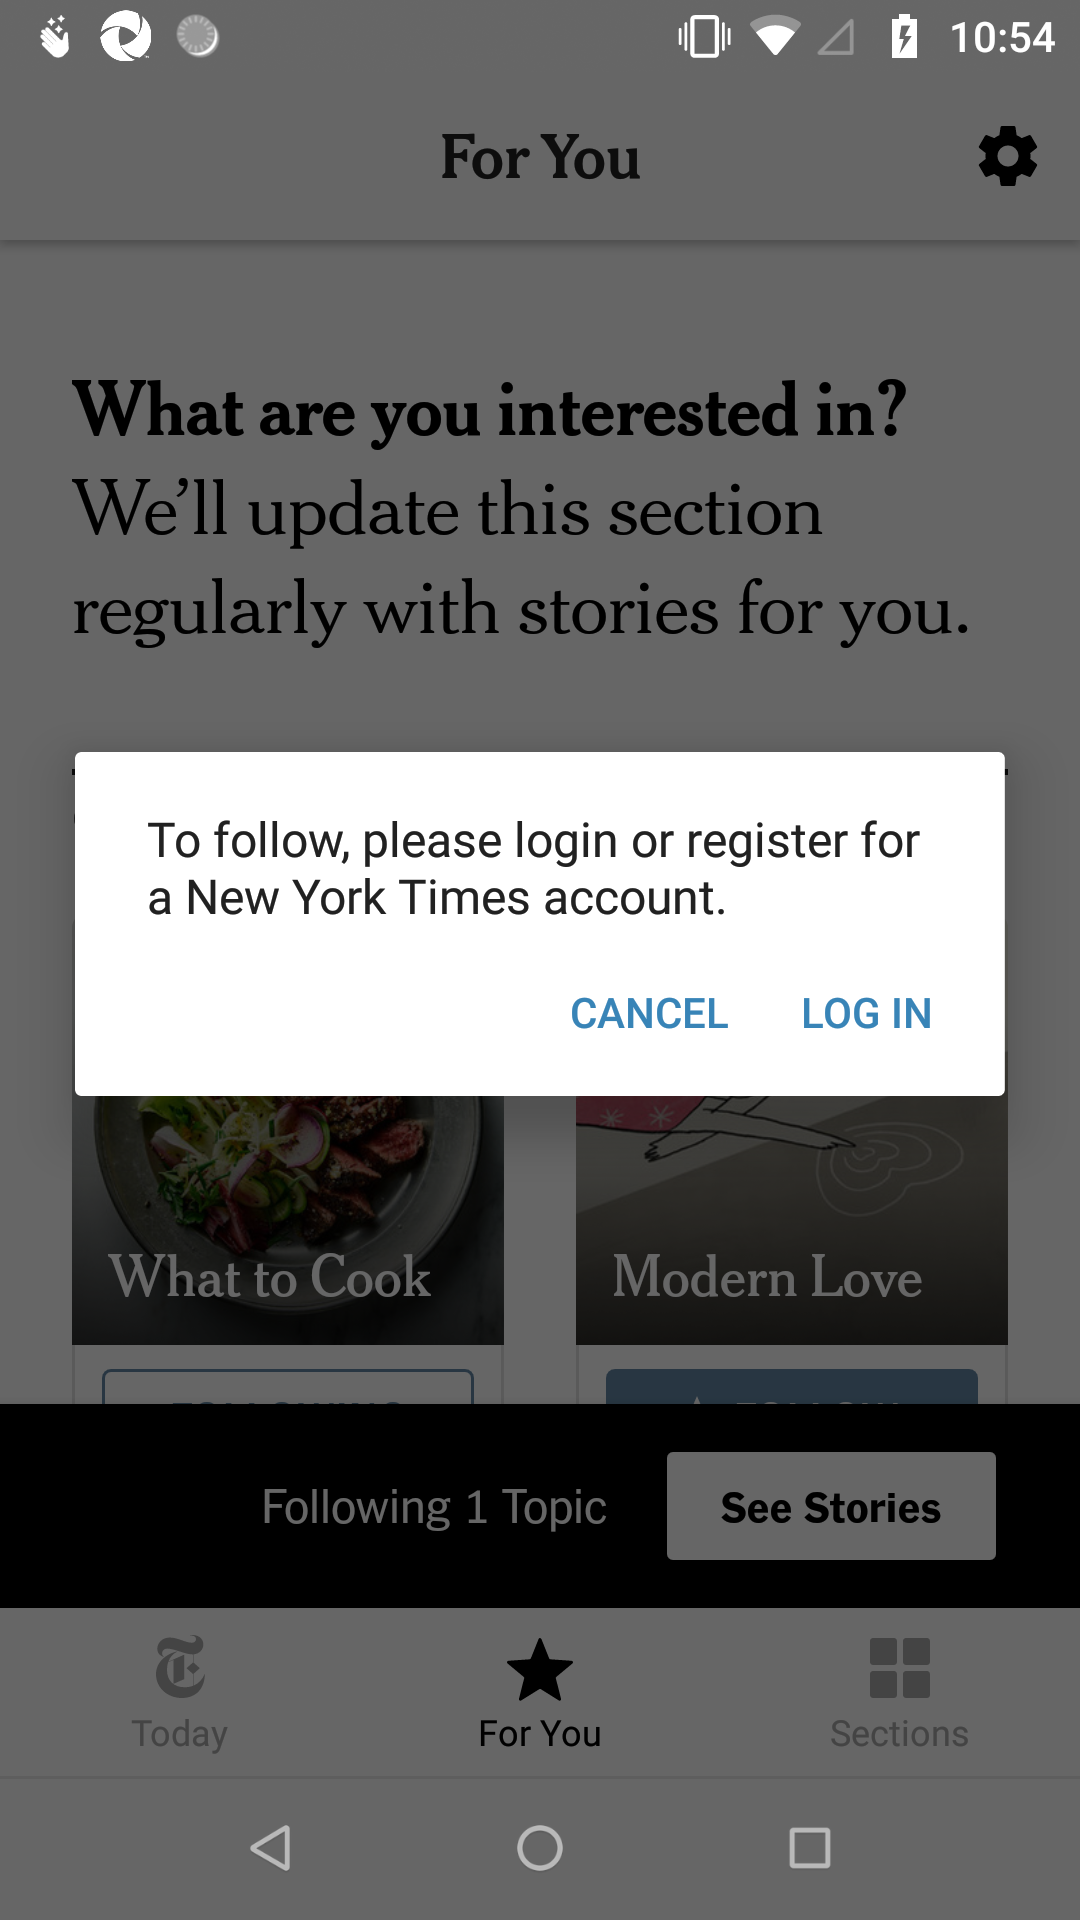 10:54
For You
What are you interested in?
We’ll update this section
regularly with stories for you.
To follow, please login or register for
a New York Times account.
CANCEL LOG IN
What to Cook
Modern Love
FOLLOWING
FOLLOW
Following 1 Topic
See Stories
Today
For You
Sections